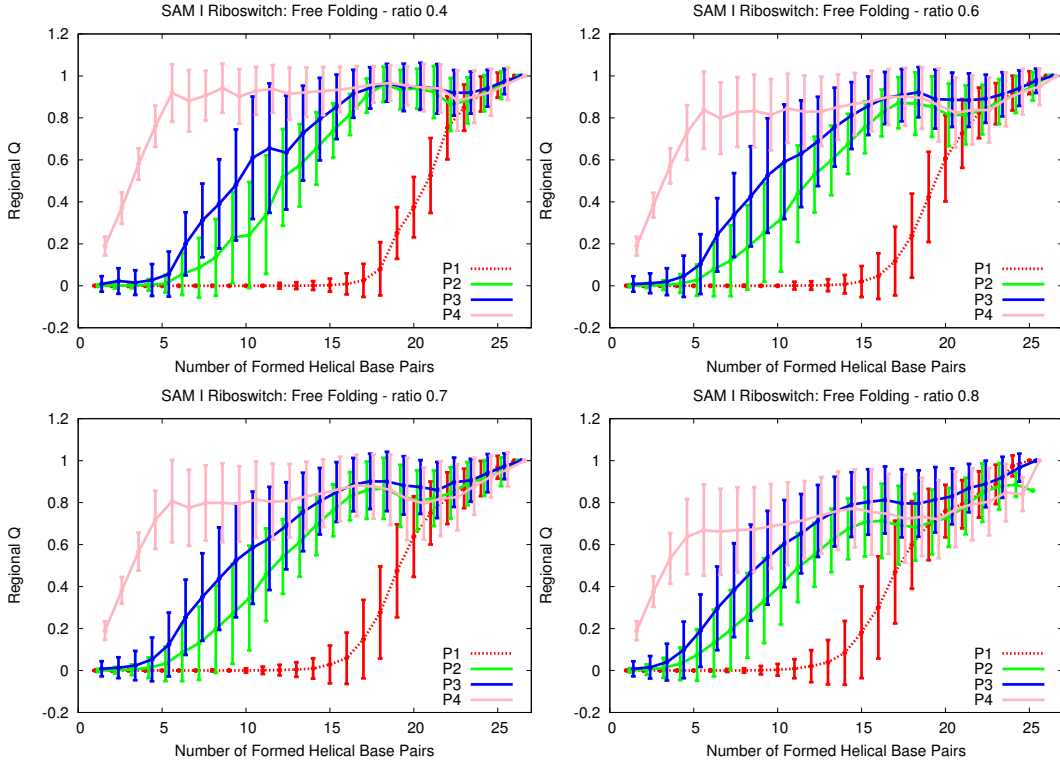 SAM I Riboswitch: Free Folding - ratio 0.4
1.2
1
0.8
0.6
0.4
0.2
0
-0.2
Regional Q
P1
P2
P3
P4
0 5 10 15 20 25
Number of Formed Helical Base Pairs
SAM I Riboswitch: Free Folding - ratio 0.6
1.2
1
0.8
0.6
0.4
0.2
0
-0.2
Regional Q
P1
P2
P3
P4
0 5 10 15 20 25
Number of Formed Helical Base Pairs
SAM I Riboswitch: Free Folding - ratio 0.7
1.2
1
0.8
0.6
0.4
0.2
0
-0.2
Regional Q
P1
P2
P3
P4
0 5 10 15 20 25
Number of Formed Helical Base Pairs
SAM I Riboswitch: Free Folding - ratio 0.8
1.2
1
0.8
0.6
0.4
0.2
0
-0.2
Regional Q
P1
P2
P3
P4
0 5 10 15 20 25
Number of Formed Helical Base Pairs